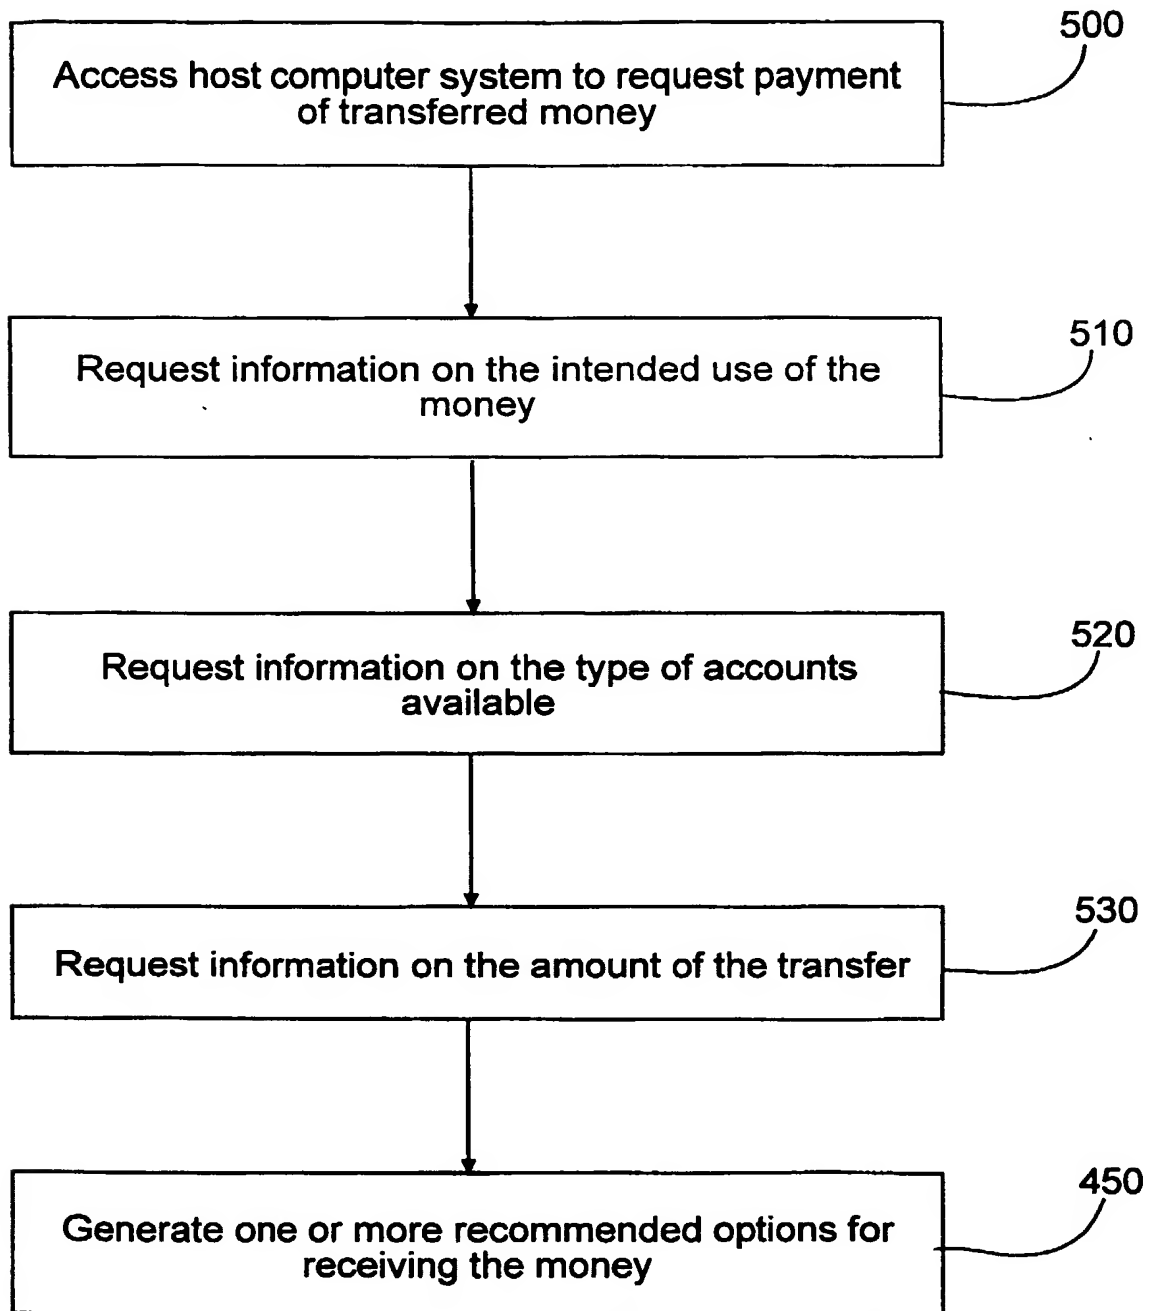 500
Access host computer system to request payment
of transferred money
510
Request information on the intended use of the
money
520
Request information on the type of accounts
available
530
Request information on the amount of the transfer
450
Generate one or more recommended options for
receiving the money